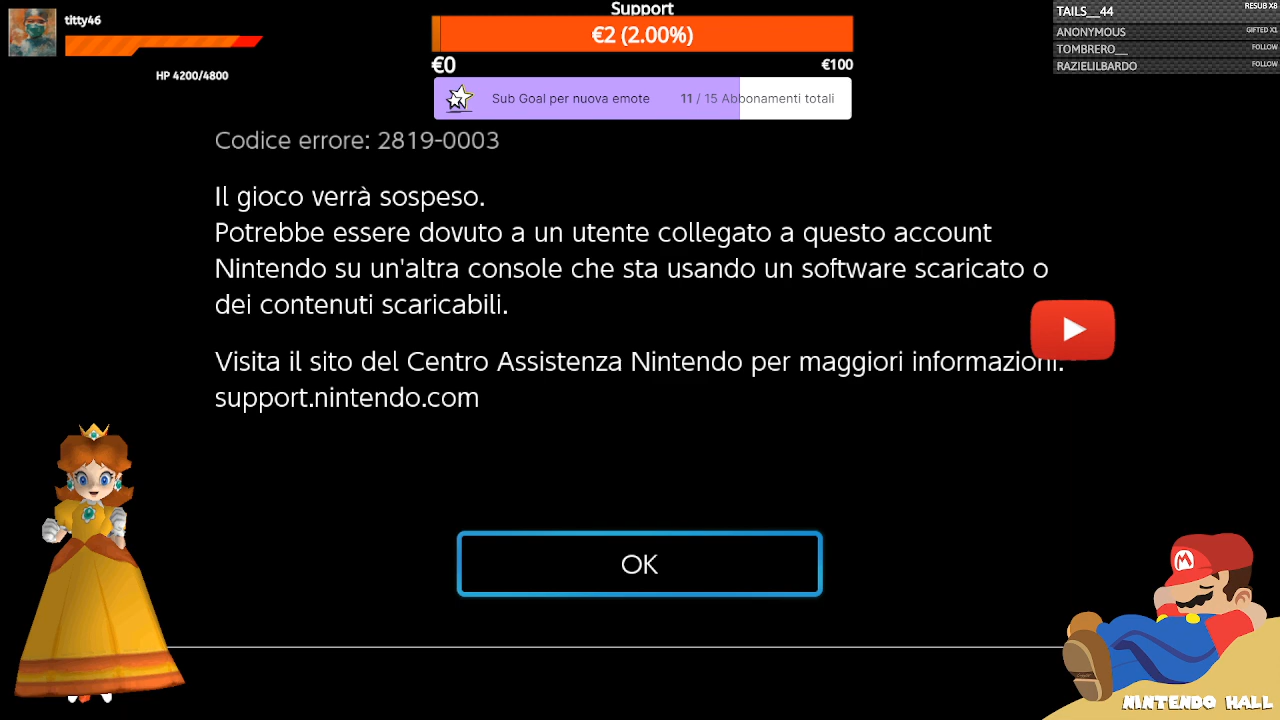 titty46
HP 4200/4800
Support
€2 (2.00%)
€0
€100
Sub Goal per nuova emote
11 / 15 Abbonamenti totali
TAILS__44
RESUB X8
ANONYMOUS
GIFTED X1
TOMBRERO__
FOLLOW
RAZIELILBARDO
FOLLOW
Codice errore: 2819-0003
Il gioco verrà sospeso.
Potrebbe essere dovuto a un utente collegato a questo account
Nintendo su un'altra console che sta usando un software scaricato o
dei contenuti scaricabili.
Visita il sito del Centro Assistenza Nintendo per maggiori informazioni.
support.nintendo.com
OK
M
NINTENDO HALL